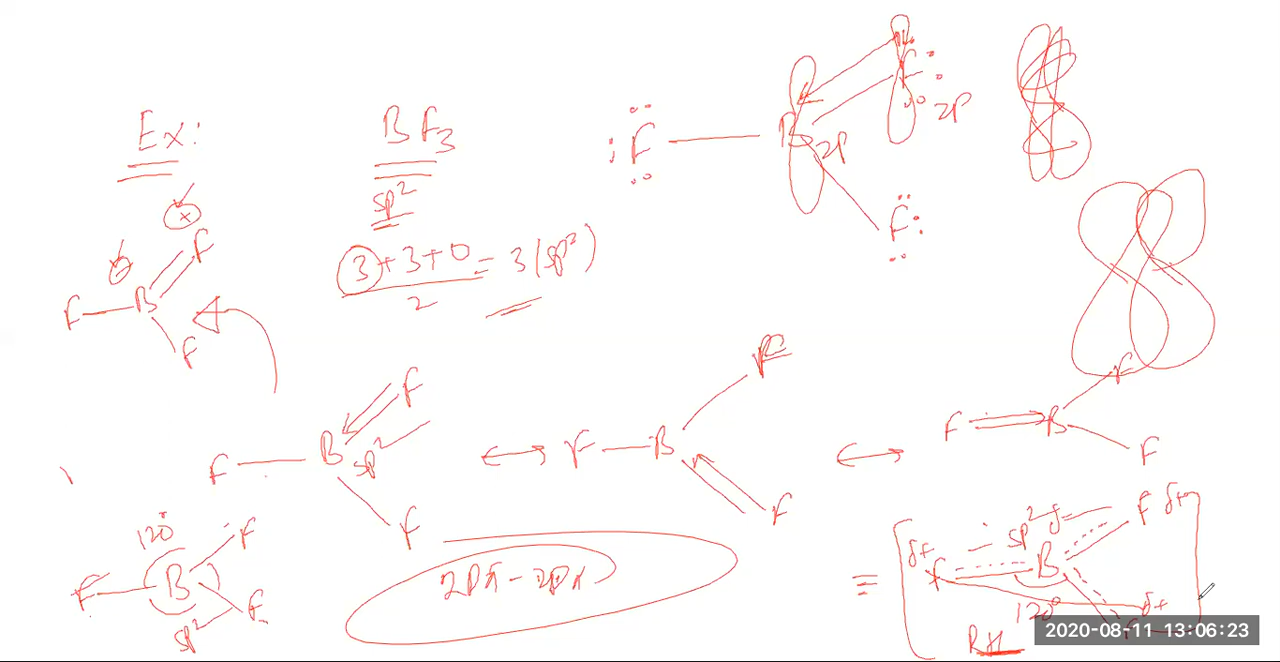 Ex:
BF3
sp²
3+3+0 = 3 (sp²)
2
F B F F
2P 2P
F B F F
F B F F
sp²
F B F F
F B F F
120°
F B F F
sp²
2Pπ-2Pπ
≡
sp²
δ+ F B F δ+
F δ+
120°
RH
2020-08-11 13:06:23